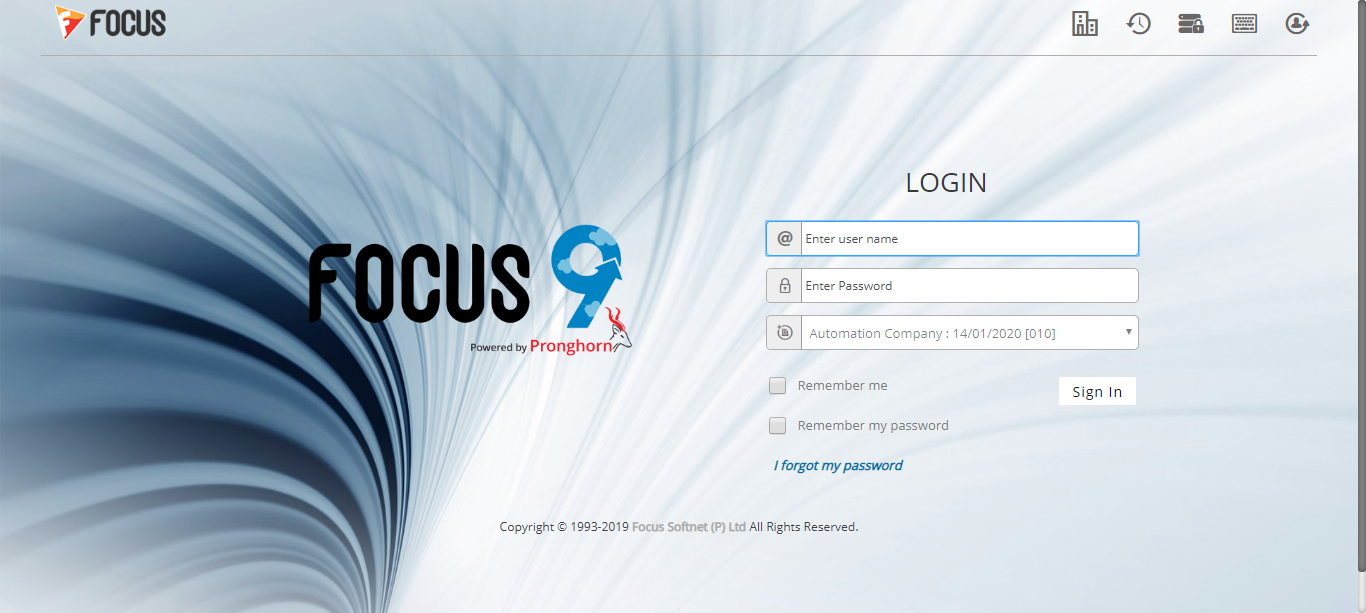 FOCUS
LOGIN
@ Enter user name
Enter Password
Automation Company : 14/01/2020 [010]
Remember me
Sign In
Remember my password
I forgot my password
FOCUS 9
Powered by Pronghorn
Copyright © 1993-2019 Focus Softnet (P) Ltd All Rights Reserved.